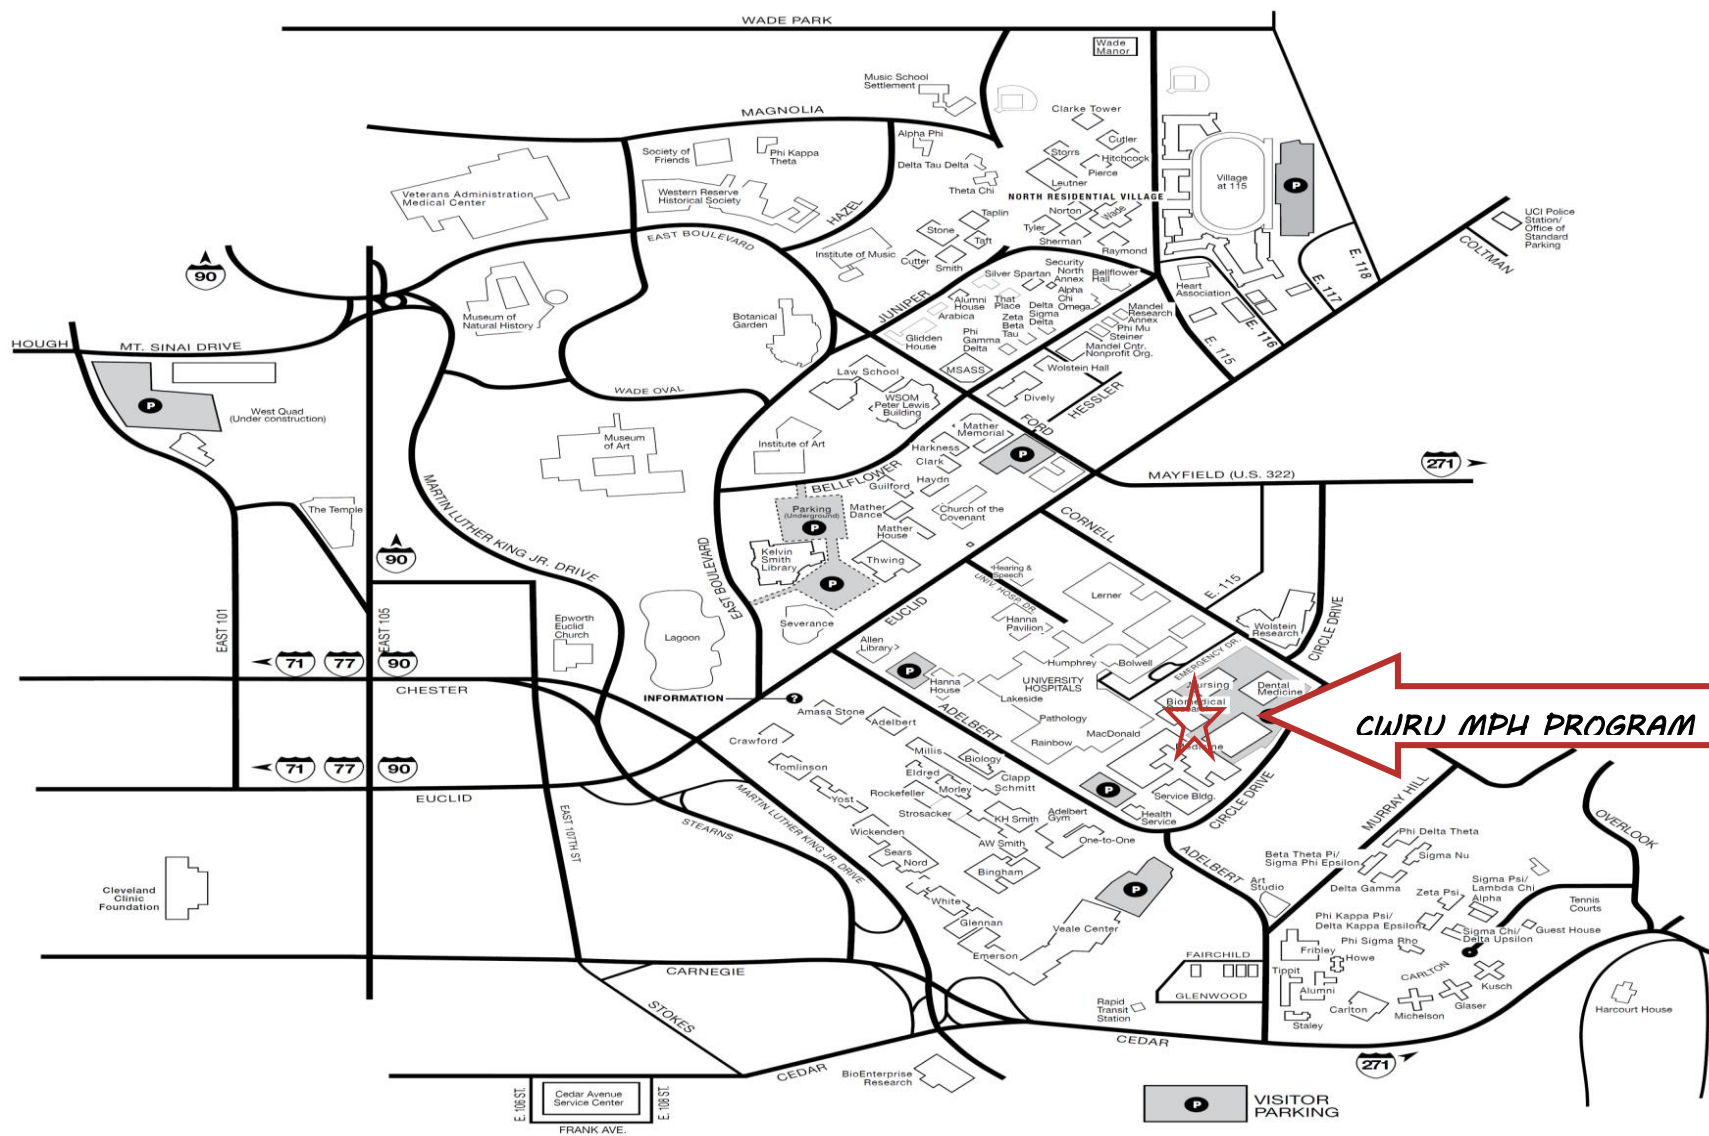 WADE PARK
Wade
Manor
Music School
Settlement
MAGNOLIA
Clarke Tower
Alpha Phi
Cutler
Society of
Friends
Phi Kappa
Theta
Storrs
Hitchcock
Delta Tau Delta
Pierce
Leutner
Village
at 115
P
Theta Chi
Veterans Administration
Medical Center
Western Reserve
Historical Society
NORTH RESIDENTIAL VILLAGE
HAZEL
Taplin
Norton
Wade
UCI Police
Station/
Office of
Standard
Parking
Stone
Tyler
Taft
Sherman
EAST BOULEVARD
COLTMAN
Institute of Music
Cutter
Smith
Raymond
E. 118
90
Security
North
Annex
Silver Spartan
Bellflower
Hall
E. 117
Heart
Association
JUNIPER
Alumni
House
That
Place
Alpha
Chi
Omega
Arabica
Delta
Sigma
Delta
Mandel
Research
Annex
Museum of
Natural History
Botanical
Garden
Zeta
Beta
Tau
Phi Mu
Steiner
E. 116
Glidden
House
Phi
Gamma
Delta
Mandel Cntr.
Nonprofit Org.
E. 115
HOUGH
MT. SINAI DRIVE
Law School
MSASS
Wolstein Hall
WADE OVAL
WSOM
Peter Lewis
Building
Dively
HESSLER
P
West Quad
(Under construction)
FORD
Mather
Memorial
Museum
of Art
Institute of Art
Harkness
P
Clark
271
MAYFIELD (U.S. 322)
BELLFLOWER
Guilford
Haydn
MARTIN LUTHER KING JR. DRIVE
The Temple
Parking
(Underground)
P
Mather
Dance
Church of the
Covenant
CORNELL
Mather
House
90
Kelvin
Smith
Library
Thwing
EAST BOULEVARD
P
Hearing &
Speech
UNIV. HOSP. DR.
E. 115
Lerner
EAST 101
EAST 105
Epworth
Euclid
Church
Lagoon
Severance
EUCLID
Hanna
Pavilion
Wolstein
Research
CIRCLE DRIVE
Allen
Library
71
77
90
P
Humphrey
Bolwell
EMERGENCY DR.
Hanna
House
UNIVERSITY
HOSPITALS
Nursing
Dental
Medicine
CHESTER
INFORMATION
?
Lakeside
Biomedical
Amasa Stone
Adelbert
ADELBERT
Pathology
CWRU MPH PROGRAM
Crawford
Rainbow
MacDonald
Medicine
Millis
Biology
71
77
90
Tomlinson
Eldred
Clapp
Morley
Schmitt
P
EUCLID
Rockefeller
Service Bldg.
CIRCLE DRIVE
MURRAY HILL
Yost
Strosacker
KH Smith
Adelbert
Gym
Health
Service
OVERLOOK
EAST 107TH ST
STEARNS
MARTIN LUTHER KING JR. DRIVE
Wickenden
AW Smith
One-to-One
Phi Delta Theta
Sears
Nord
ADELBERT
Beta Theta Pi/
Sigma Phi Epsilon
Sigma Nu
Bingham
P
Art
Studio
Delta Gamma
Zeta Psi
Sigma Psi/
Lambda Chi
Alpha
Cleveland
Clinic
Foundation
White
Tennis
Courts
Glennan
Veale Center
Phi Kappa Psi/
Delta Kappa Epsilon
Sigma Chi/
Delta Upsilon
Guest House
Emerson
Phi Sigma Rho
Fribley
Howe
FAIRCHILD
CARNEGIE
Tippit
CARLTON
Kusch
GLENWOOD
Alumni
Rapid
Transit
Station
Carlton
Glaser
Michelson
Harcourt House
Staley
STOKES
CEDAR
271
CEDAR
BioEnterprise
Research
E. 106 ST.
Cedar Avenue
Service Center
E. 108 ST.
P
VISITOR
PARKING
FRANK AVE.